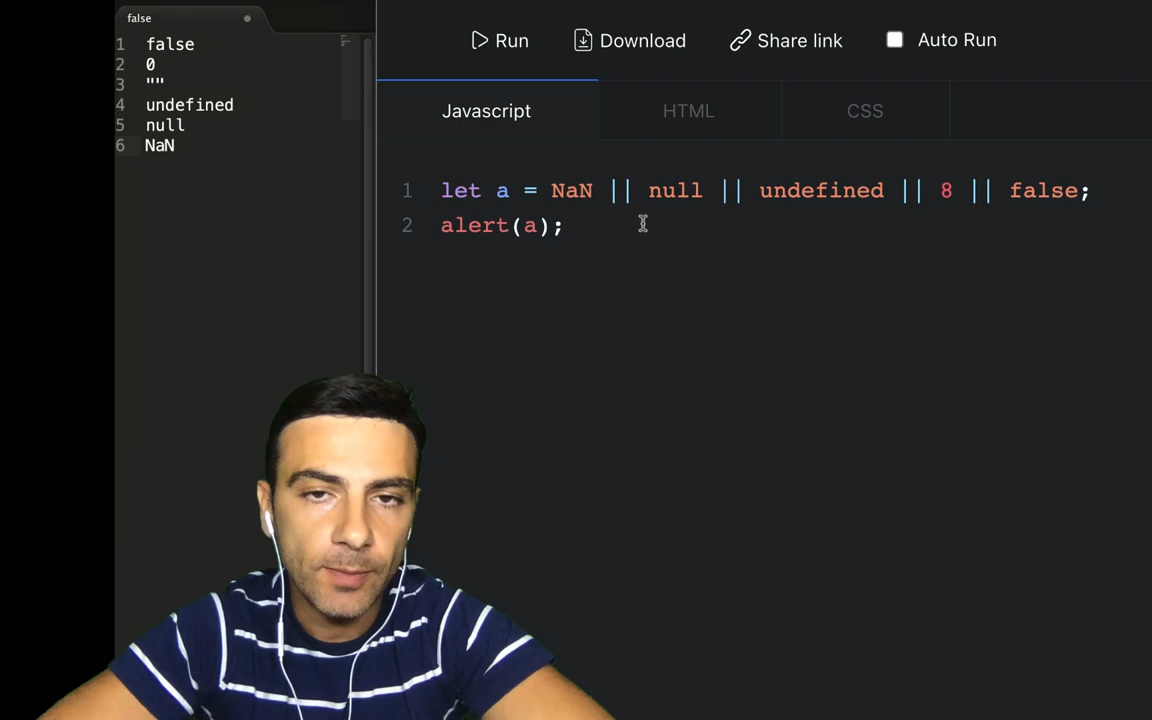 false
1 false
2 0
3 ""
4 undefined
5 null
6 NaN
Run Download Share link Auto Run
Javascript HTML CSS
1 let a = NaN || null || undefined || 8 || false;
2 alert(a);